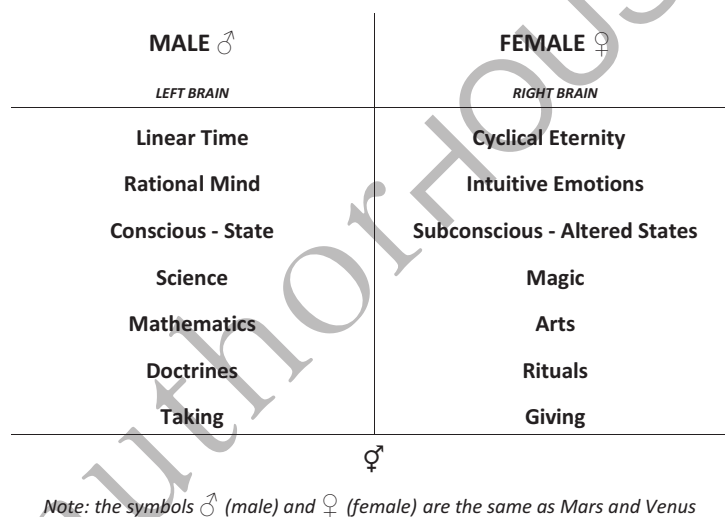 MALE ♂ FEMALE ♀
LEFT BRAIN RIGHT BRAIN
Linear Time Cyclical Eternity
Rational Mind Intuitive Emotions
Conscious - State Subconscious - Altered States
Science Magic
Mathematics Arts
Doctrines Rituals
Taking Giving
⚥
Note: the symbols ♂ (male) and ♀ (female) are the same as Mars and Venus
authorHOUS